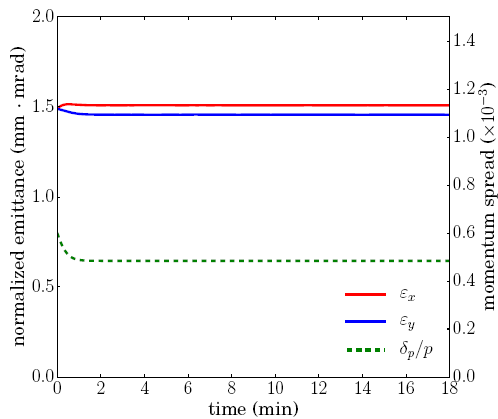 normalized emittance (mm · mrad)
2.0
1.5
1.0
0.5
0.0
0 2 4 6 8 10 12 14 16 18
time (min)
1.4
1.2
1.0
0.8
0.6
0.4
0.2
0.0
momentum spread (×10⁻³)
εₓ
ε_y
δ_p/p